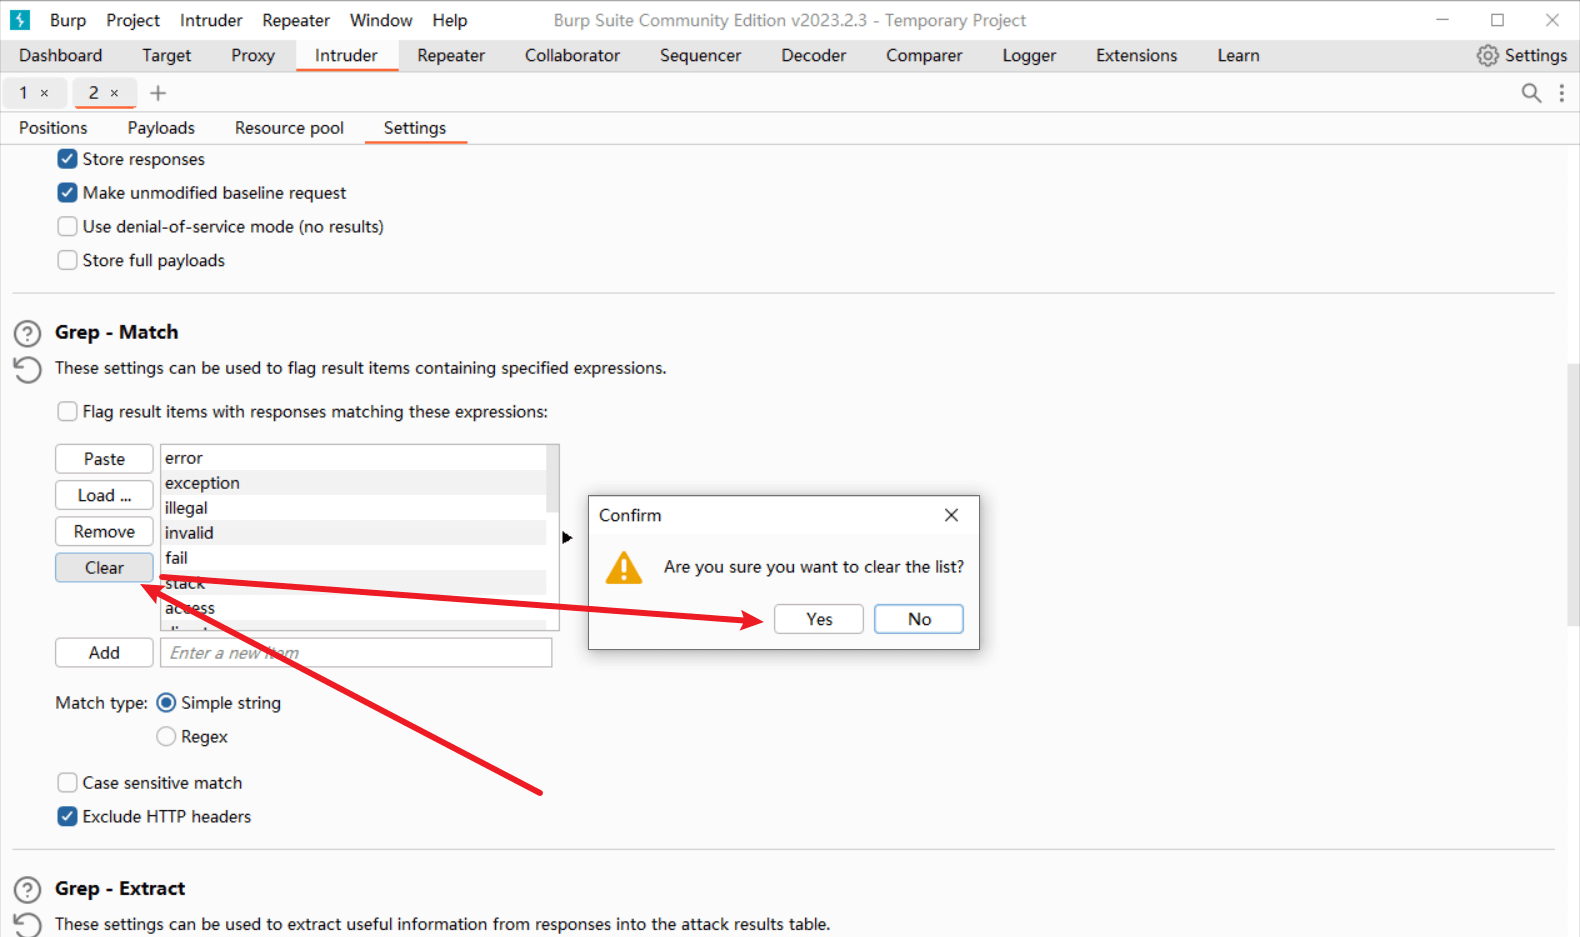 Burp Project Intruder Repeater Window Help Burp Suite Community Edition v2023.2.3 - Temporary Project
Dashboard Target Proxy Intruder Repeater Collaborator Sequencer Decoder Comparer Logger Extensions Learn Settings
1 × 2 × +
Positions Payloads Resource pool Settings
Store responses
Make unmodified baseline request
Use denial-of-service mode (no results)
Store full payloads
Grep - Match
These settings can be used to flag result items containing specified expressions.
Flag result items with responses matching these expressions:
Paste
Load ...
Remove
Clear
error
exception
illegal
invalid
fail
stack
access
Add
Enter a new item
Confirm
Are you sure you want to clear the list?
Yes No
Match type: Simple string
Regex
Case sensitive match
Exclude HTTP headers
Grep - Extract
These settings can be used to extract useful information from responses into the attack results table.